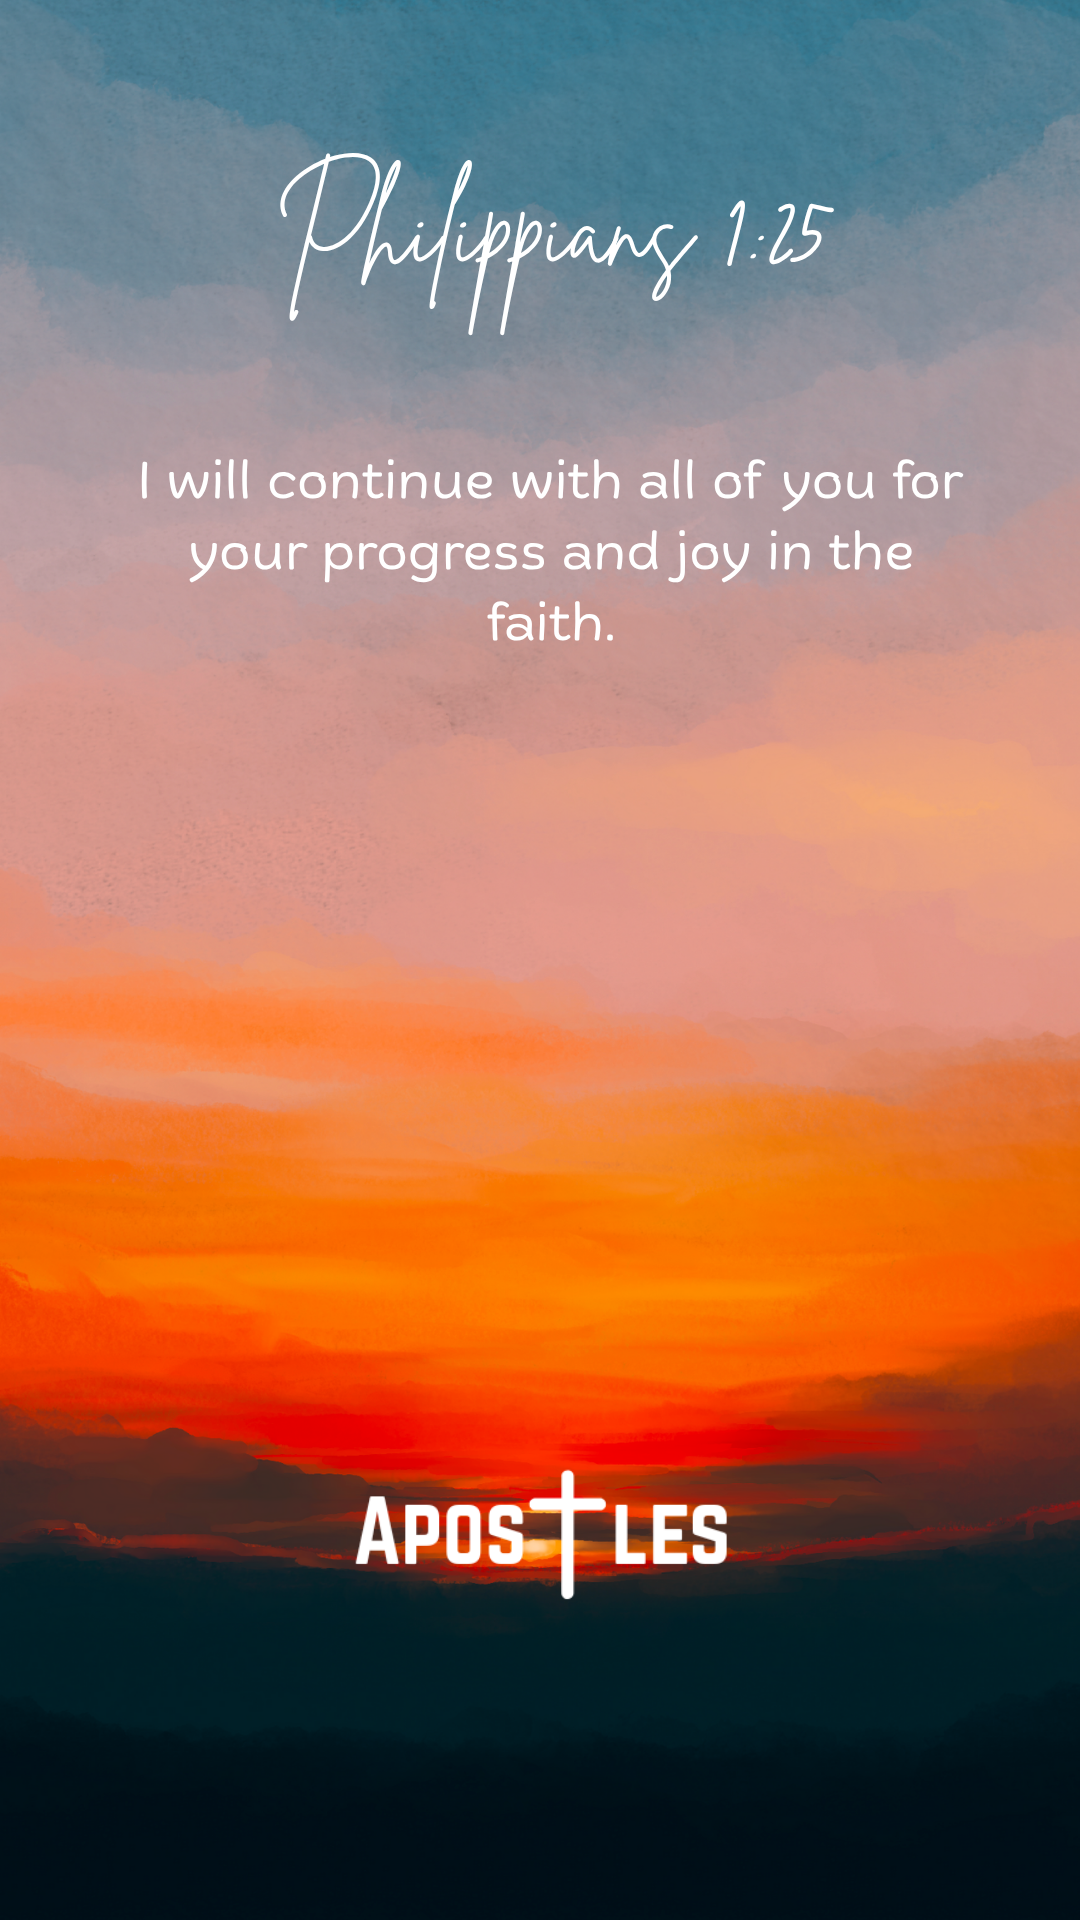 Philippians 1:25
I will continue with all of you for
your progress and joy in the
faith.
APOSTLES